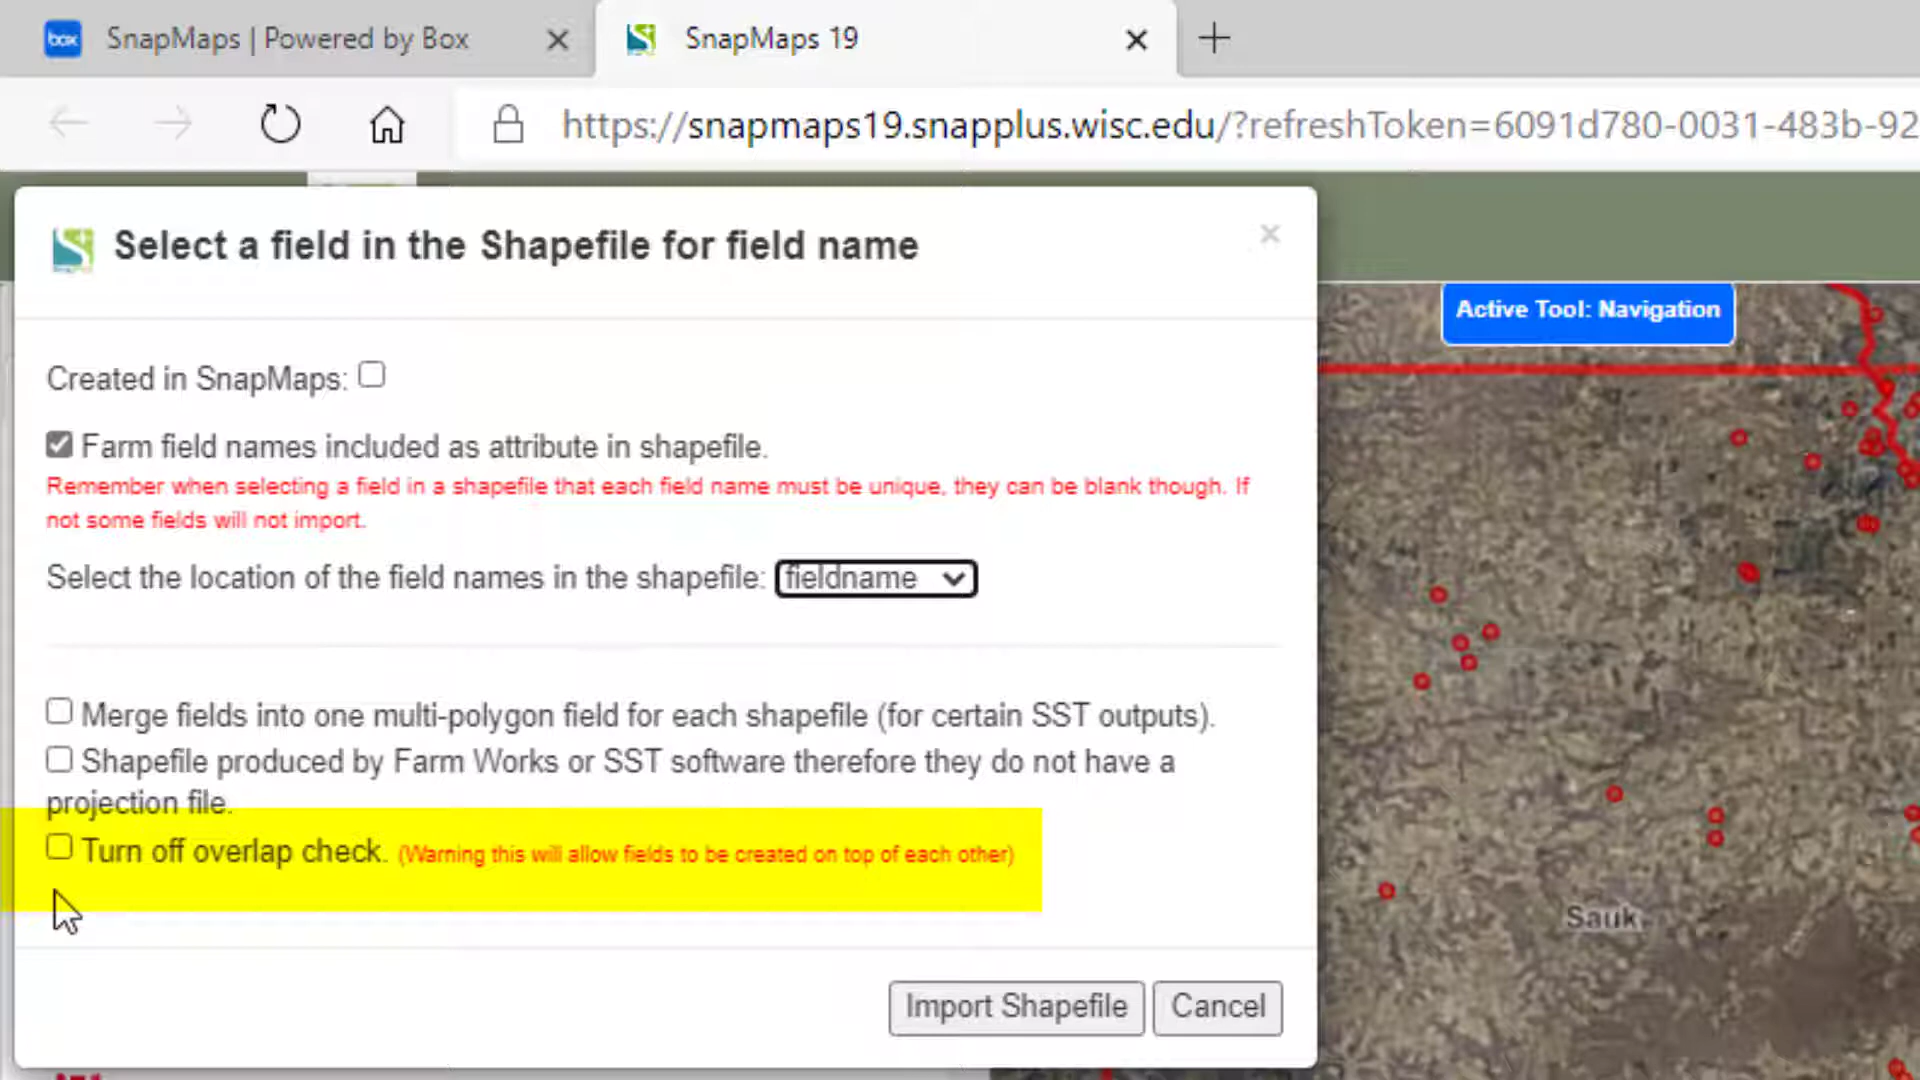 box SnapMaps | Powered by Box
SnapMaps 19
https://snapmaps19.snapplus.wisc.edu/?refreshToken=6091d780-0031-483b-92
Select a field in the Shapefile for field name
Active Tool: Navigation
Created in SnapMaps:
Farm field names included as attribute in shapefile.
Remember when selecting a field in a shapefile that each field name must be unique, they can be blank though. If
not some fields will not import.
Select the location of the field names in the shapefile: fieldname
Merge fields into one multi-polygon field for each shapefile (for certain SST outputs).
Shapefile produced by Farm Works or SST software therefore they do not have a
projection file.
Turn off overlap check. (Warning this will allow fields to be created on top of each other)
Sauk
Import Shapefile Cancel